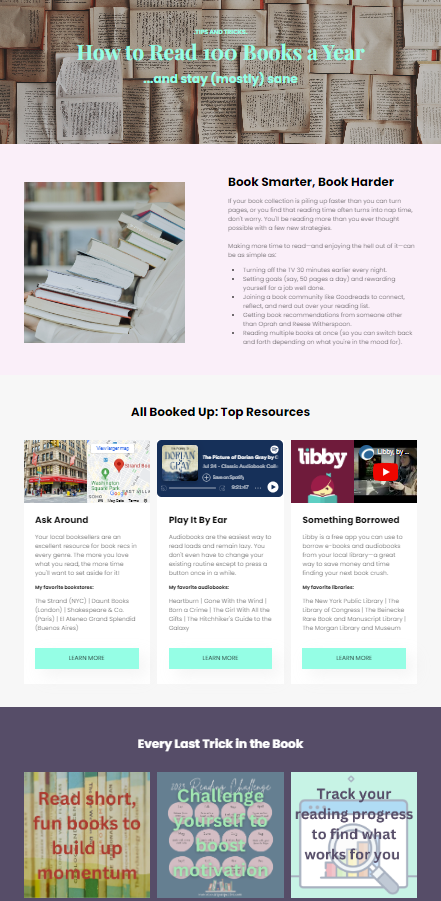 TIPS AND TRICKS
How to Read 100 Books a Year
...and stay (mostly) sane
Book Smarter, Book Harder
If your book collection is piling up faster than you can turn
pages, or you find that reading time often turns into nap time,
don't worry. You'll be reading more than you ever thought
possible with a few new strategies.
Making more time to read—and enjoying the hell out of it—can
be as simple as:
• Turning off the TV 30 minutes earlier every night.
• Setting goals (say, 50 pages a day) and rewarding
yourself for a job well done.
• Joining a book community like Goodreads to connect,
reflect, and nerd out over your reading list.
• Getting book recommendations from someone other
than Oprah and Reese Witherspoon.
• Reading multiple books at once (so you can switch back
and forth depending on what you're in the mood for).
All Booked Up: Top Resources
View larger map
Strand Boo
Washington
Square Park
SOHO
Google
Map Data Terms
Ask Around
Your local booksellers are an
excellent resource for book recs in
every genre. The more you love
what you read, the more time
you'll want to set aside for it!
My favorite bookstores:
The Strand (NYC) | Daunt Books
(London) | Shakespeare & Co.
(Paris) | El Ateneo Grand Splendid
(Buenos Aires)
LEARN MORE
DORIAN
GRAY
The Picture of Dorian Gray by
Jul 24 · Classic Audiobook Coll
Save on Spotify
Play It By Ear
Audiobooks are the easiest way to
read loads and remain lazy. You
don't even have to change your
existing routine except to press a
button once in a while.
My favorite audiobooks:
Heartburn | Gone With the Wind |
Born a Crime | The Girl With All the
Gifts | The Hitchhiker's Guide to the
Galaxy
LEARN MORE
libby
Libby, by ...
Something Borrowed
Libby is a free app you can use to
borrow e-books and audiobooks
from your local library—a great
way to save money and time
finding your next book crush.
My favorite libraries:
The New York Public Library | The
Library of Congress | The Beinecke
Rare Book and Manuscript Library |
The Morgan Library and Museum
LEARN MORE
Every Last Trick in the Book
Read short,
fun books to
build up
momentum
2023 Reading Challenge
Challenge
yourself to
boost
motivation
Track your
reading progress
to find what
works for you